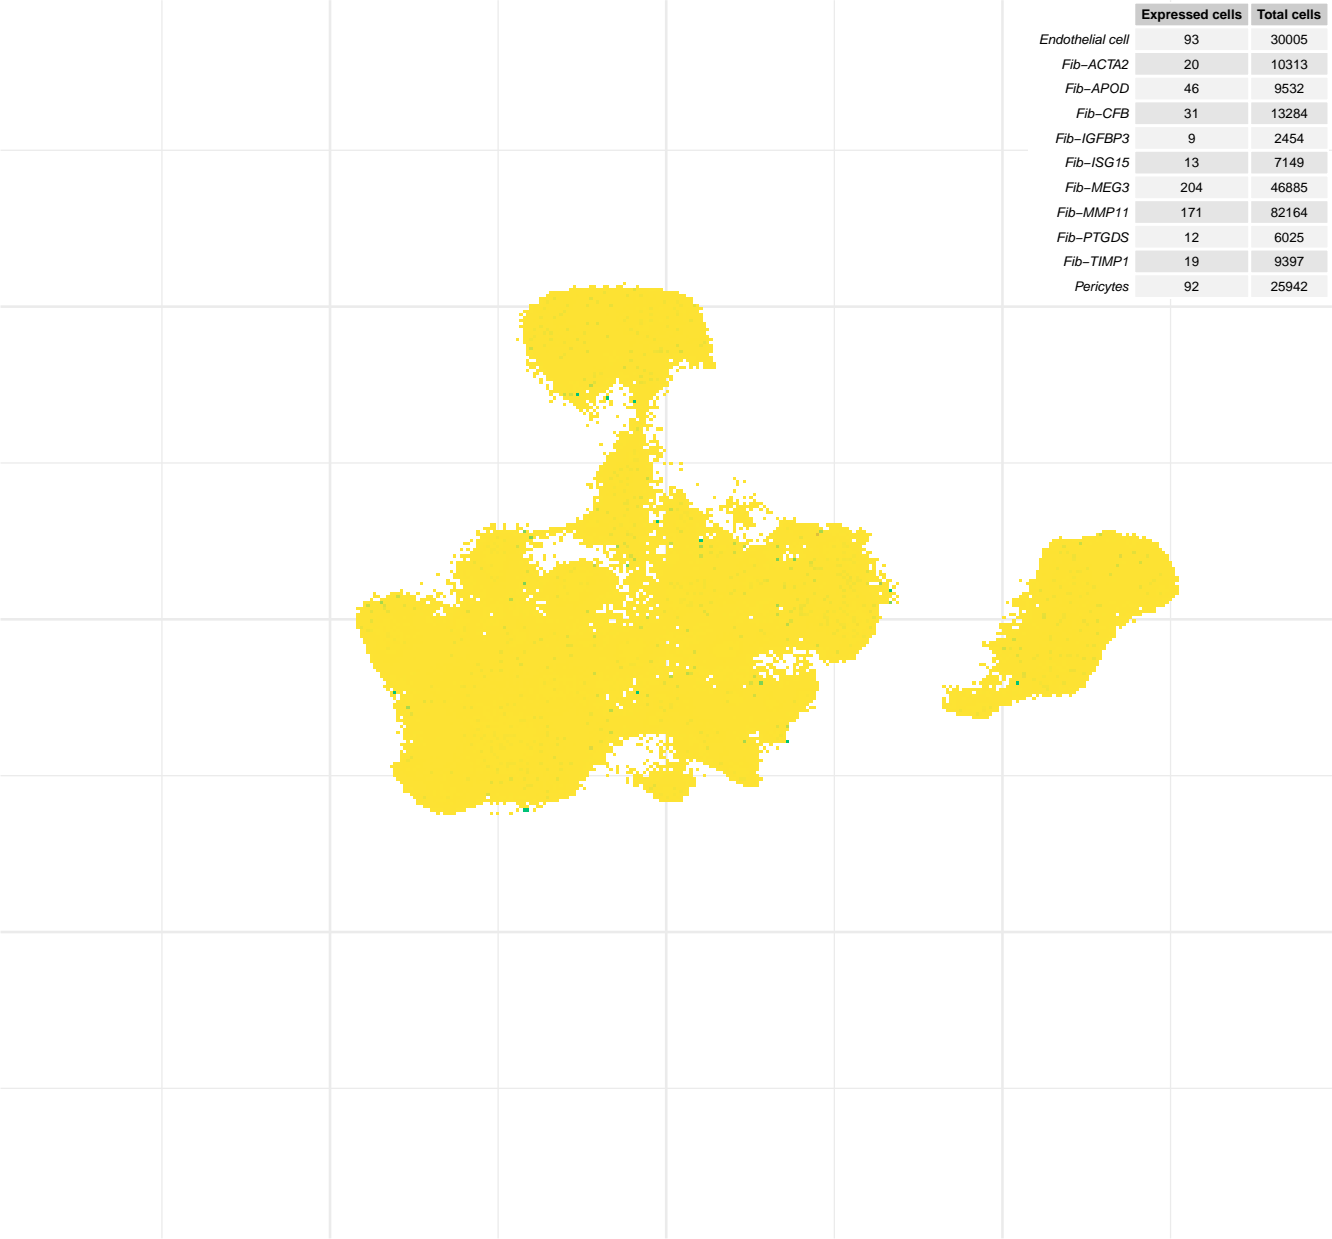 Expressed cells Total cells
Endothelial cell 93 30005
Fib−ACTA2 20 10313
Fib−APOD 46 9532
Fib−CFB 31 13284
Fib−IGFBP3 9 2454
Fib−ISG15 13 7149
Fib−MEG3 204 46885
Fib−MMP11 171 82164
Fib−PTGDS 12 6025
Fib−TIMP1 19 9397
Pericytes 92 25942